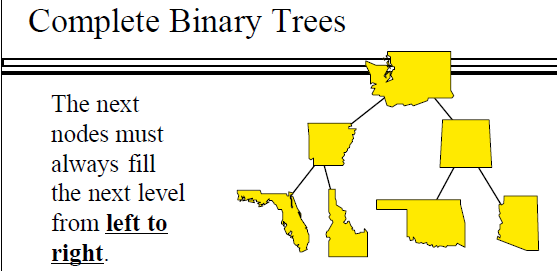 Complete Binary Trees
The next
nodes must
always fill
the next level
from left to
right.